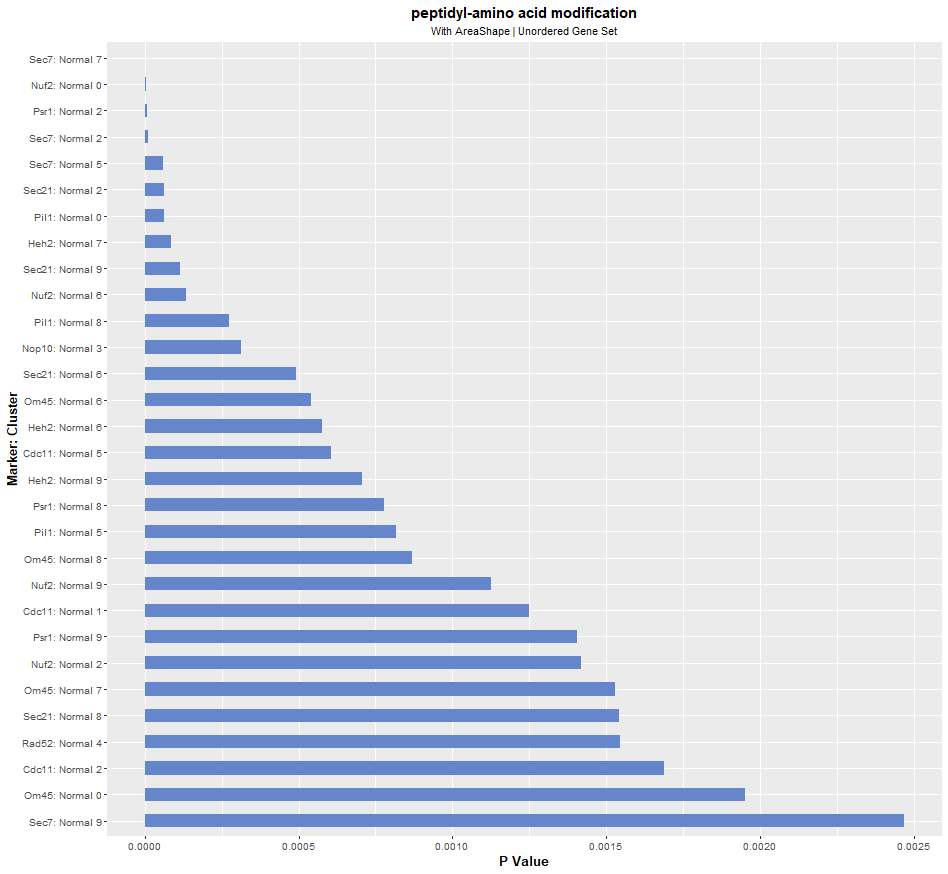 peptidyl-amino acid modification
With AreaShape | Unordered Gene Set
Marker: Cluster
Sec7: Normal 7
Nuf2: Normal 0
Psr1: Normal 2
Sec7: Normal 2
Sec7: Normal 5
Sec21: Normal 2
Pil1: Normal 0
Heh2: Normal 7
Sec21: Normal 9
Nuf2: Normal 6
Pil1: Normal 8
Nop10: Normal 3
Sec21: Normal 6
Om45: Normal 6
Heh2: Normal 6
Cdc11: Normal 5
Heh2: Normal 9
Psr1: Normal 8
Pil1: Normal 5
Om45: Normal 8
Nuf2: Normal 9
Cdc11: Normal 1
Psr1: Normal 9
Nuf2: Normal 2
Om45: Normal 7
Sec21: Normal 8
Rad52: Normal 4
Cdc11: Normal 2
Om45: Normal 0
Sec7: Normal 9
0.0000 0.0005 0.0010 0.0015 0.0020 0.0025
P Value